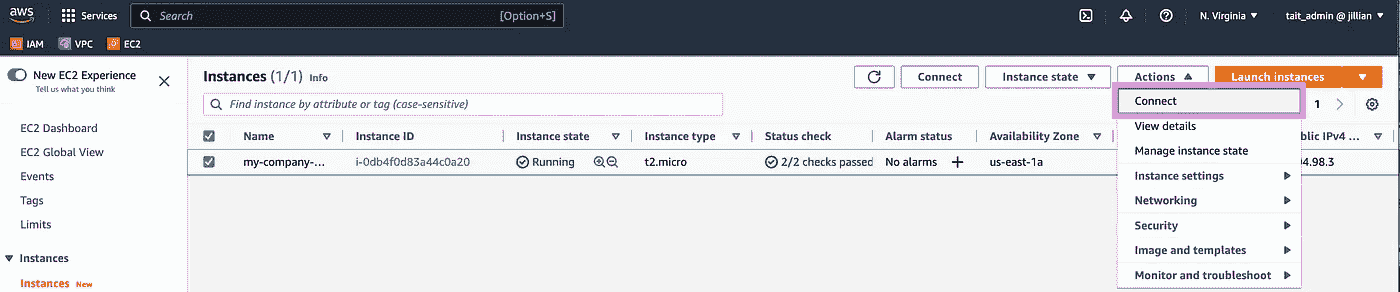 aws Services Search [Option+S] N. Virginia tait_admin @ jillian
IAM VPC EC2
New EC2 Experience
Tell us what you think
EC2 Dashboard
EC2 Global View
Events
Tags
Limits
Instances
Instances New
Instances (1/1) Info Connect Instance state Actions Launch instances
Find instance by attribute or tag (case-sensitive) 1
Name Instance ID Instance state Instance type Status check Alarm status Availability Zone IPv4 ...
my-company-... i-0db4f0d83a44c0a20 Running t2.micro 2/2 checks passed No alarms us-east-1a .98.3
Connect
View details
Manage instance state
Instance settings
Networking
Security
Image and templates
Monitor and troubleshoot